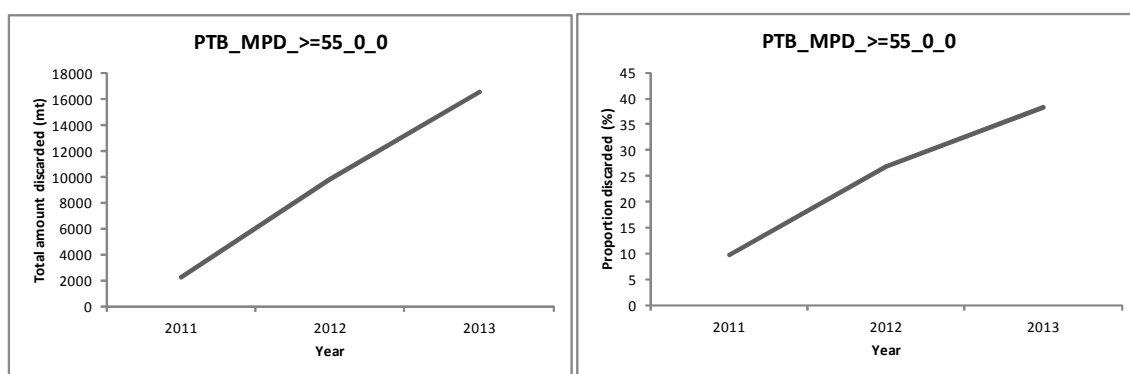 PTB_MPD_>=55_0_0
Total amount discarded (mt)
18000
16000
14000
12000
10000
8000
6000
4000
2000
0
2011 2012 2013
Year
PTB_MPD_>=55_0_0
Proportion discarded (%)
45
40
35
30
25
20
15
10
5
0
2011 2012 2013
Year